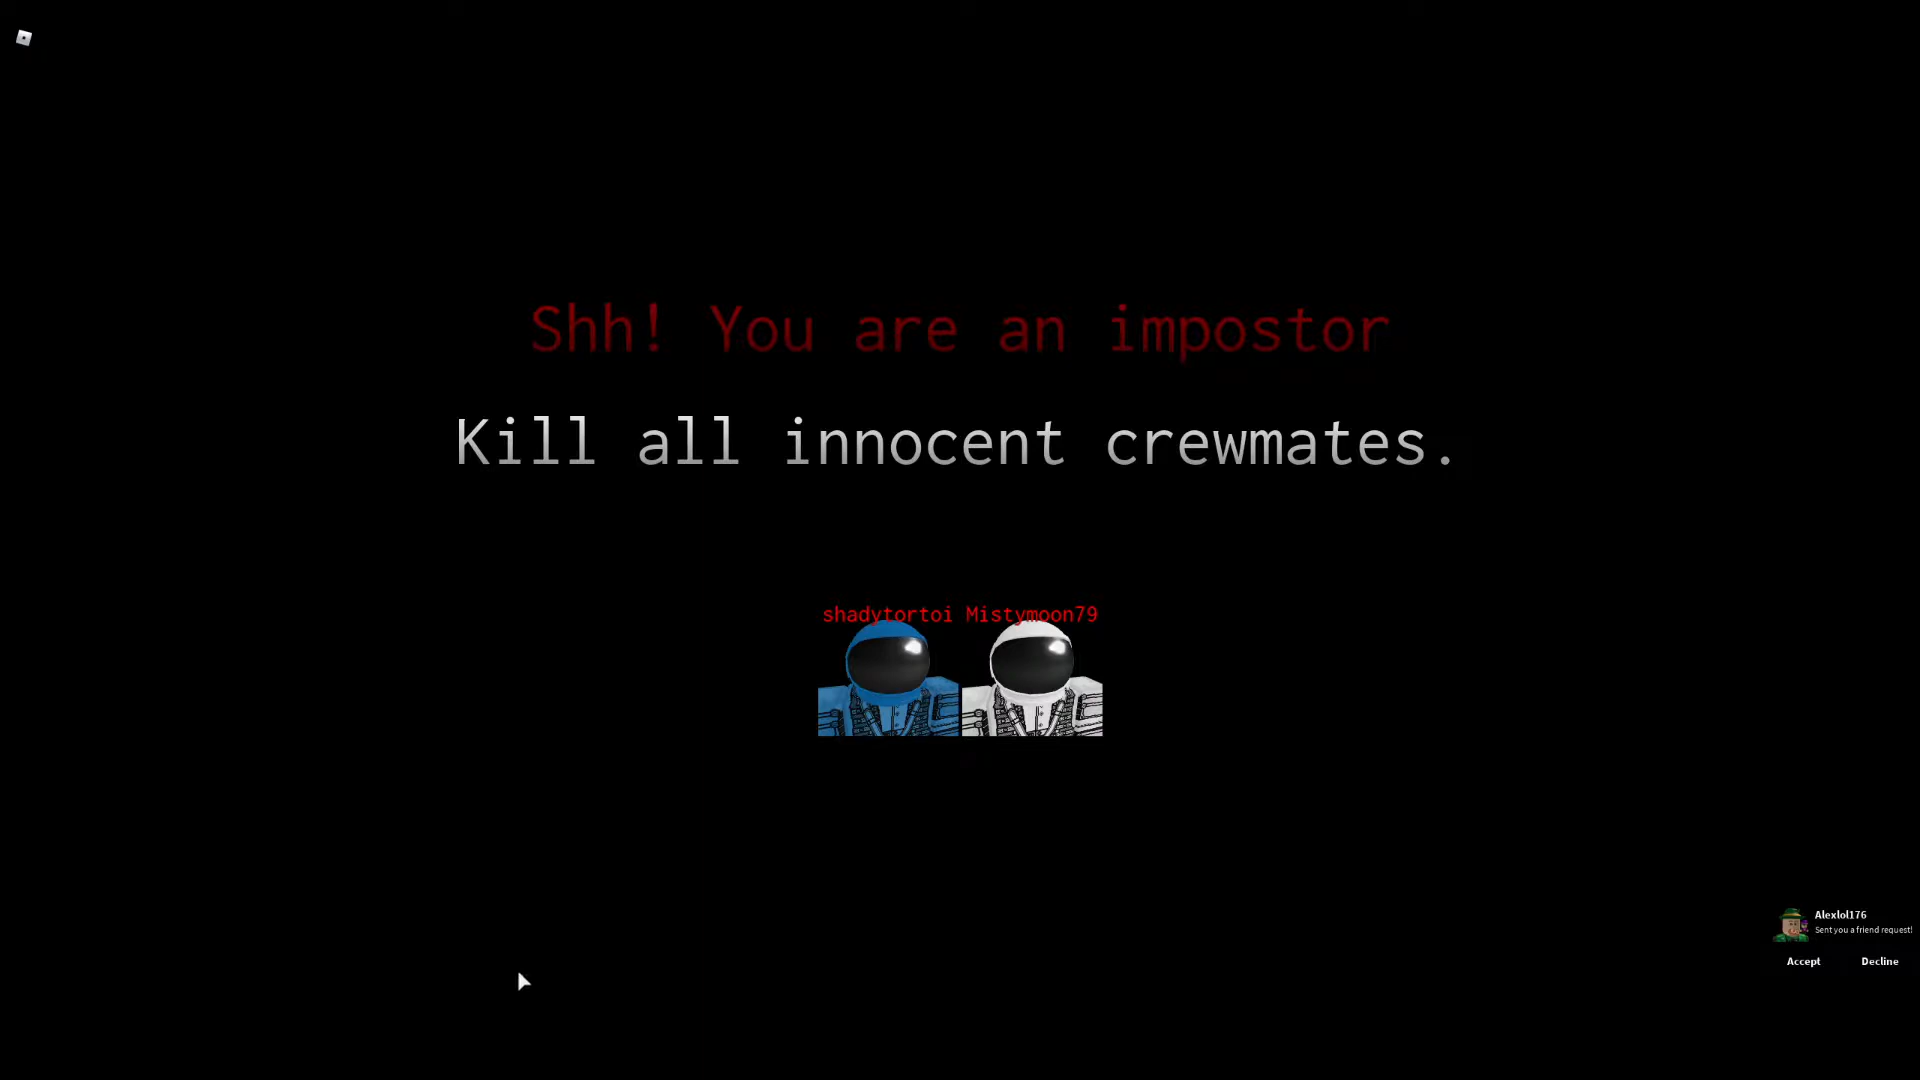 Shh! You are an impostor
Kill all innocent crewmates.
shadytortoi Mistymoon79
Alexlol176
Sent you a friend request!
Accept Decline